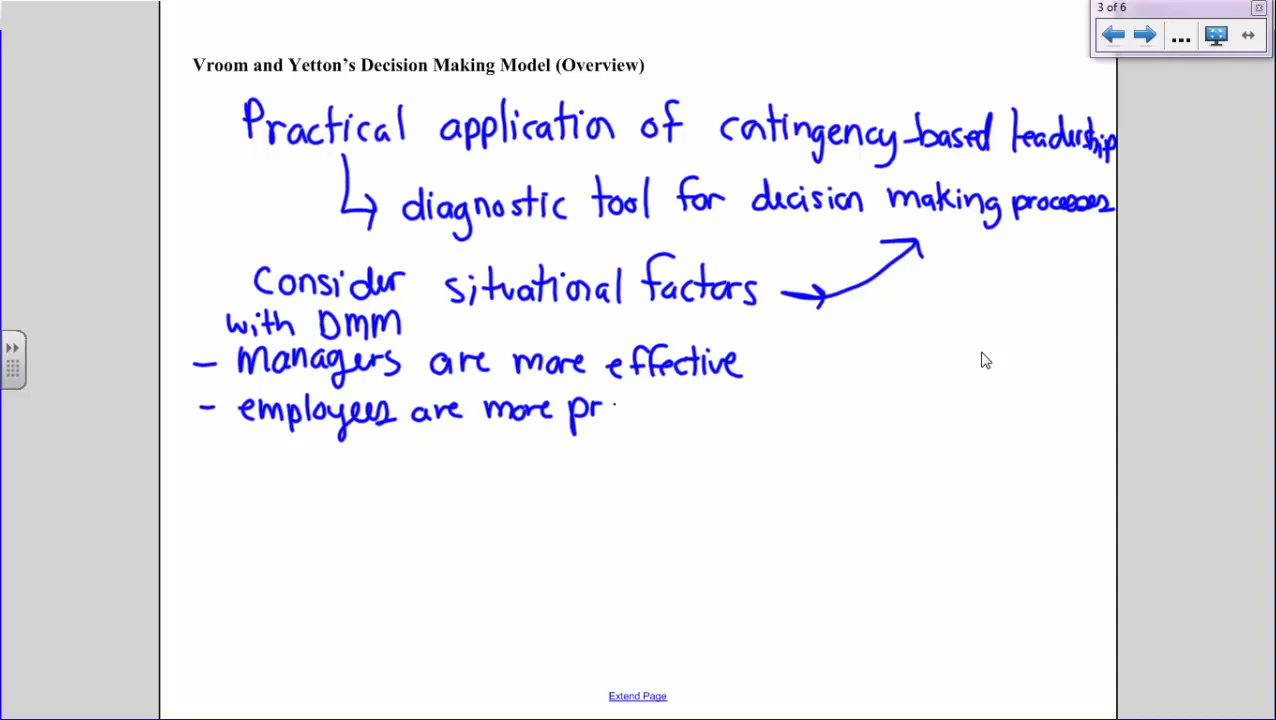 3 of 6
...
Vroom and Yetton's Decision Making Model (Overview)
Practical application of catingency-based leadership
diagnostic tool for decision making processes
Consider situational factors
with DMM
- Managers are more effective
- employees are more pr
Extend Page